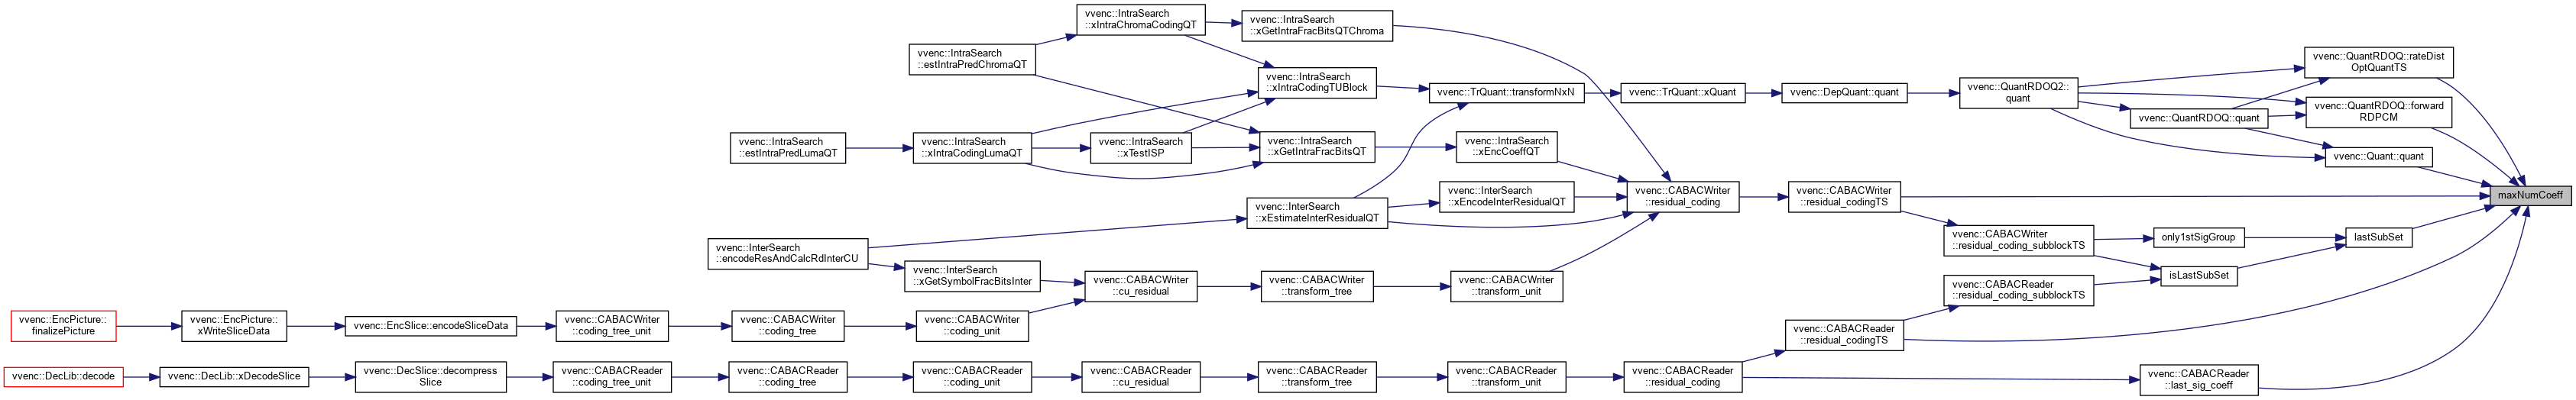 vvenc::IntraSearch
::xIntraChromaCodingQT
vvenc::IntraSearch
::xGetIntraFracBitsQTChroma
vvenc::IntraSearch
::estIntraPredChromaQT
vvenc::QuantRDOQ::rateDist
OptQuantTS
vvenc::IntraSearch
::xIntraCodingTUBlock
vvenc::TrQuant::transformNxN
vvenc::TrQuant::xQuant
vvenc::DepQuant::quant
vvenc::QuantRDOQ2::
quant
vvenc::QuantRDOQ::forward
RDPCM
vvenc::QuantRDOQ::quant
vvenc::IntraSearch
::estIntraPredLumaQT
vvenc::IntraSearch
::xIntraCodingLumaQT
vvenc::IntraSearch
::xTestISP
vvenc::IntraSearch
::xGetIntraFracBitsQT
vvenc::IntraSearch
::xEncCoeffQT
vvenc::Quant::quant
maxNumCoeff
vvenc::InterSearch
::xEstimateInterResidualQT
vvenc::InterSearch
::xEncodeInterResidualQT
vvenc::CABACWriter
::residual_coding
vvenc::CABACWriter
::residual_codingTS
vvenc::CABACWriter
::residual_coding_subblockTS
only1stSigGroup
lastSubSet
vvenc::InterSearch
::encodeResAndCalcRdInterCU
vvenc::InterSearch
::xGetSymbolFracBitsInter
isLastSubSet
vvenc::CABACWriter
::cu_residual
vvenc::CABACWriter
::transform_tree
vvenc::CABACWriter
::transform_unit
vvenc::CABACReader
::residual_coding_subblockTS
vvenc::EncPicture::
finalizePicture
vvenc::EncPicture::
xWriteSliceData
vvenc::EncSlice::encodeSliceData
vvenc::CABACWriter
::coding_tree_unit
vvenc::CABACWriter
::coding_tree
vvenc::CABACWriter
::coding_unit
vvenc::CABACReader
::residual_codingTS
vvenc::DecLib::decode
vvenc::DecLib::xDecodeSlice
vvenc::DecSlice::decompress
Slice
vvenc::CABACReader
::coding_tree_unit
vvenc::CABACReader
::coding_tree
vvenc::CABACReader
::coding_unit
vvenc::CABACReader
::cu_residual
vvenc::CABACReader
::transform_tree
vvenc::CABACReader
::transform_unit
vvenc::CABACReader
::residual_coding
vvenc::CABACReader
::last_sig_coeff